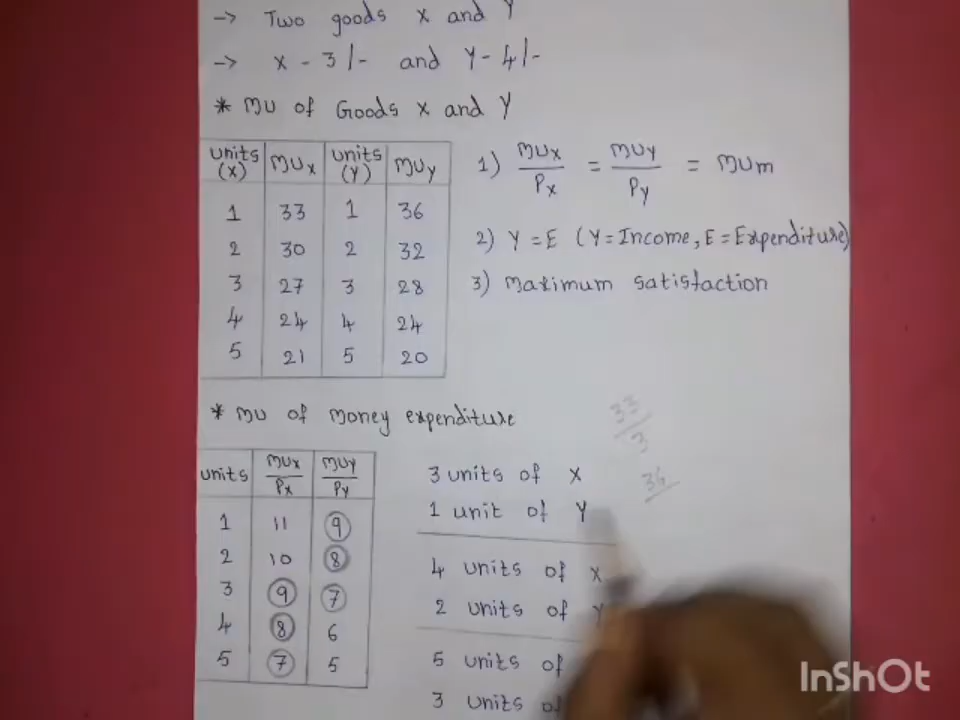 -> Two goods X and Y
-> X - 3/- and Y - 4/-
* MU of Goods X and Y
units (X) MUx units (Y) MUy
1 33 1 36
2 30 2 32
3 27 3 28
4 24 4 24
5 21 5 20
1) MUx/Px = MUy/Py = MUm
2) Y = E (Y = Income, E = Expenditure)
3) Maximum satisfaction
* MU of Money expenditure
units MUx/Px MUy/Py
1 11 9
2 10 8
3 9 7
4 8 6
5 7 5
33/3
36
3 units of X
1 unit of Y
4 units of X
2 units of Y
5 units of
3 units of
InShOt